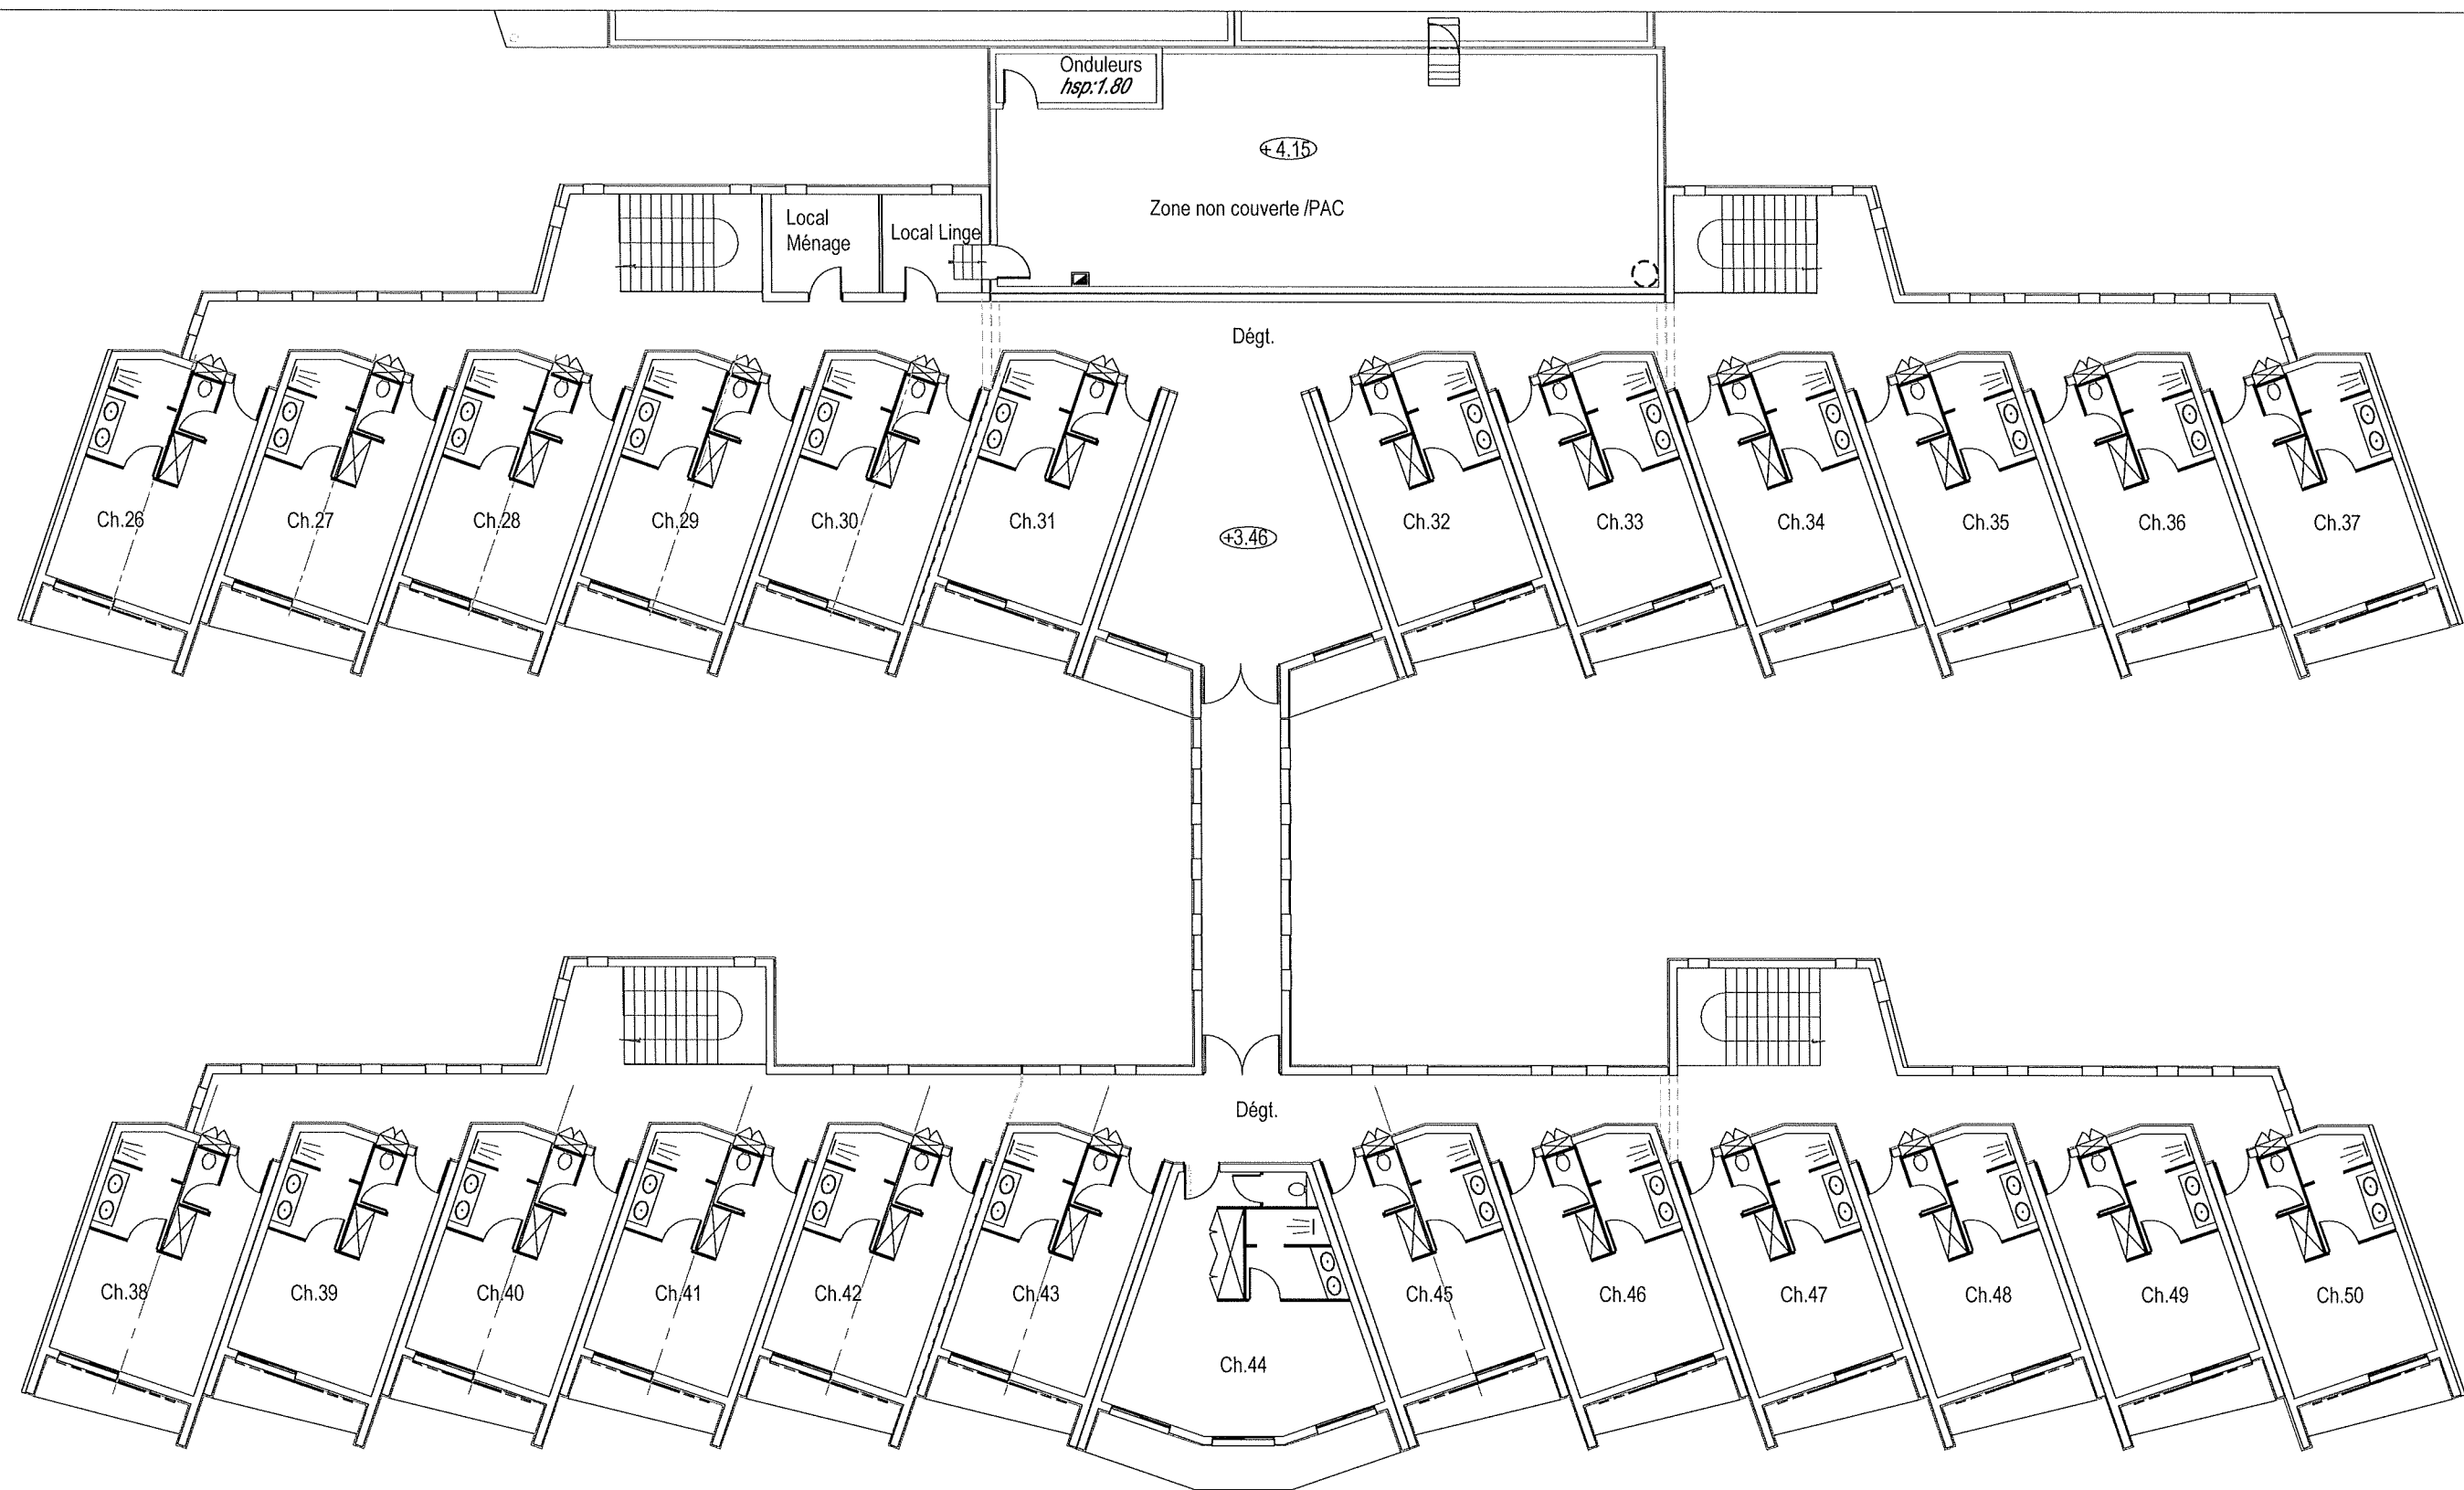 Onduleurs
hsp:1.80
+ 4.15
Zone non couverte /PAC
Local
Ménage
Local Linge
Dégt.
Ch.26
Ch.27
Ch.28
Ch.29
Ch.30
Ch.31
+3.46
Ch.32
Ch.33
Ch.34
Ch.35
Ch.36
Ch.37
Dégt.
Ch.38
Ch.39
Ch.40
Ch.41
Ch.42
Ch.43
Ch.44
Ch.45
Ch.46
Ch.47
Ch.48
Ch.49
Ch.50